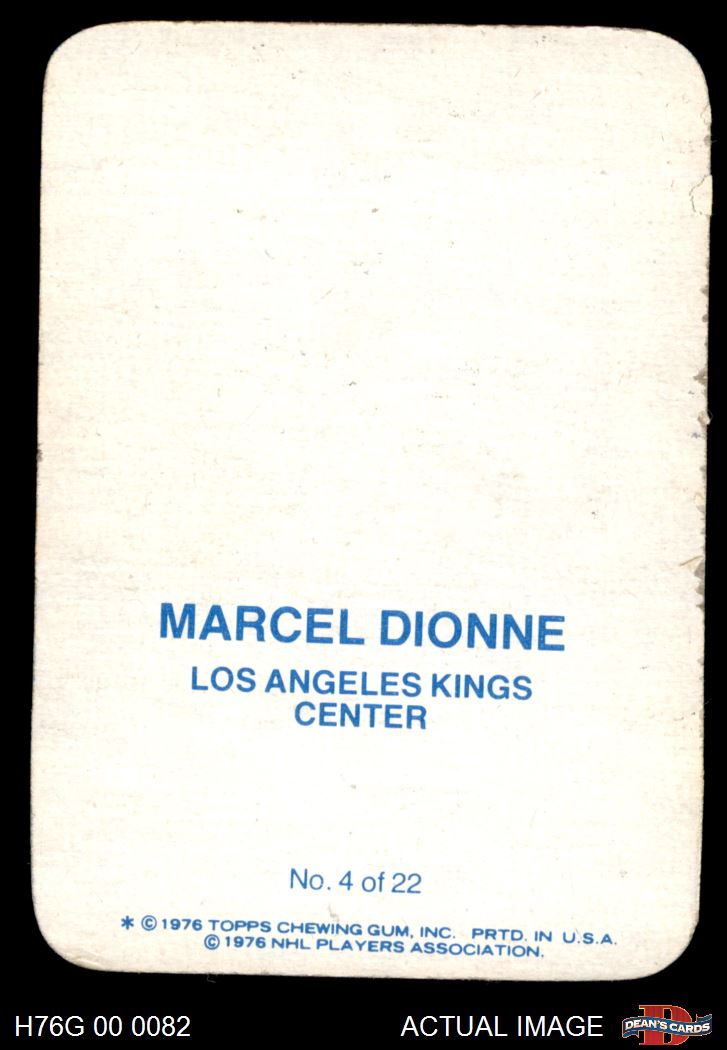 MARCEL DIONNE
LOS ANGELES KINGS
CENTER
No. 4 of 22
* © 1976 TOPPS CHEWING GUM, INC. PRTD. IN U.S.A.
© 1976 NHL PLAYERS ASSOCIATION.
H76G 00 0082 ACTUAL IMAGE D DEAN'S CARDS